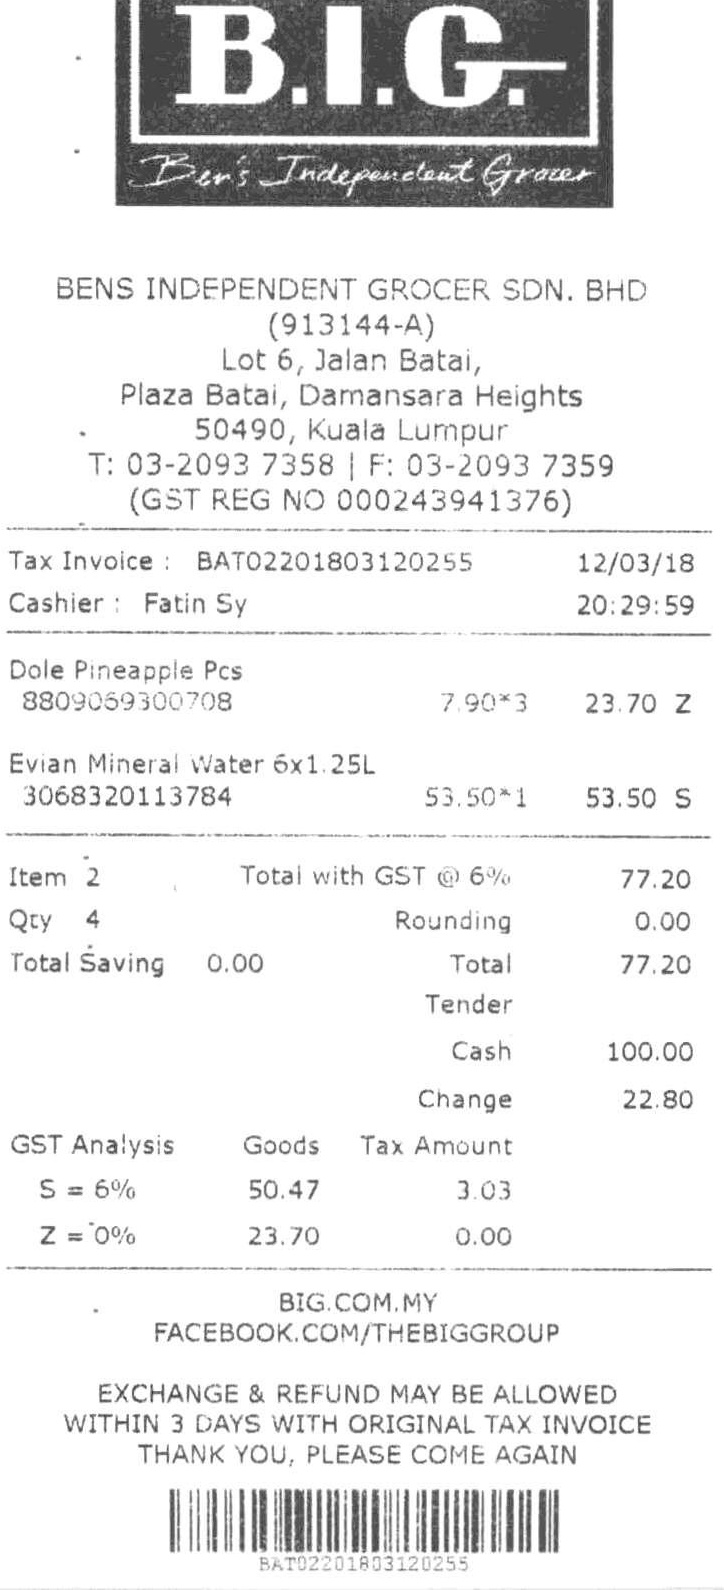 B.I.G.
Ben's Independent Grocer
BENS INDEPENDENT GROCER SDN. BHD
(913144-A)
Lot 6, Jalan Batai,
Plaza Batai, Damansara Heights
50490, Kuala Lumpur
T: 03-2093 7358 | F: 03-2093 7359
(GST REG NO 000243941376)
Tax Invoice : BAT02201803120255 12/03/18
Cashier : Fatin Sy 20:29:59
Dole Pineapple Pcs
8809069300708 7.90*3 23.70 Z
Evian Mineral Water 6x1.25L
3068320113784 53.50*1 53.50 S
Item 2 Total with GST @ 6% 77.20
Qty 4 Rounding 0.00
Total Saving 0.00 Total 77.20
Tender
Cash 100.00
Change 22.80
GST Analysis Goods Tax Amount
S = 6% 50.47 3.03
Z = 0% 23.70 0.00
BIG.COM.MY
FACEBOOK.COM/THEBIGGROUP
EXCHANGE & REFUND MAY BE ALLOWED
WITHIN 3 DAYS WITH ORIGINAL TAX INVOICE
THANK YOU, PLEASE COME AGAIN
BAT02201803120255